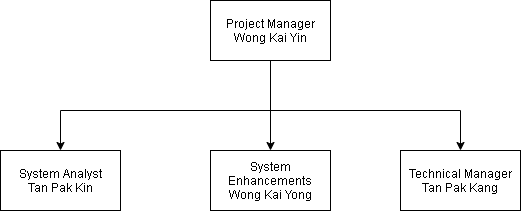 Project Manager
Wong Kai Yin
System Analyst
Tan Pak Kin
System
Enhancements
Wong Kai Yong
Technical Manager
Tan Pak Kang